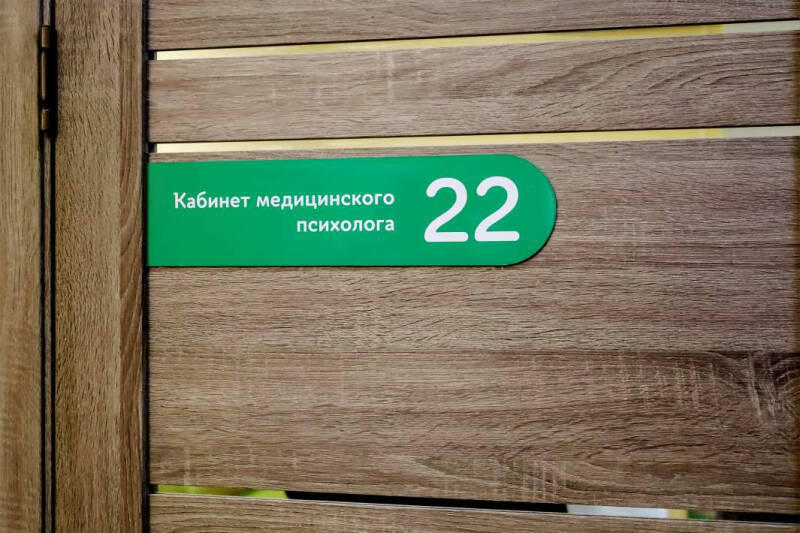 Кабинет медицинского
психолога
22